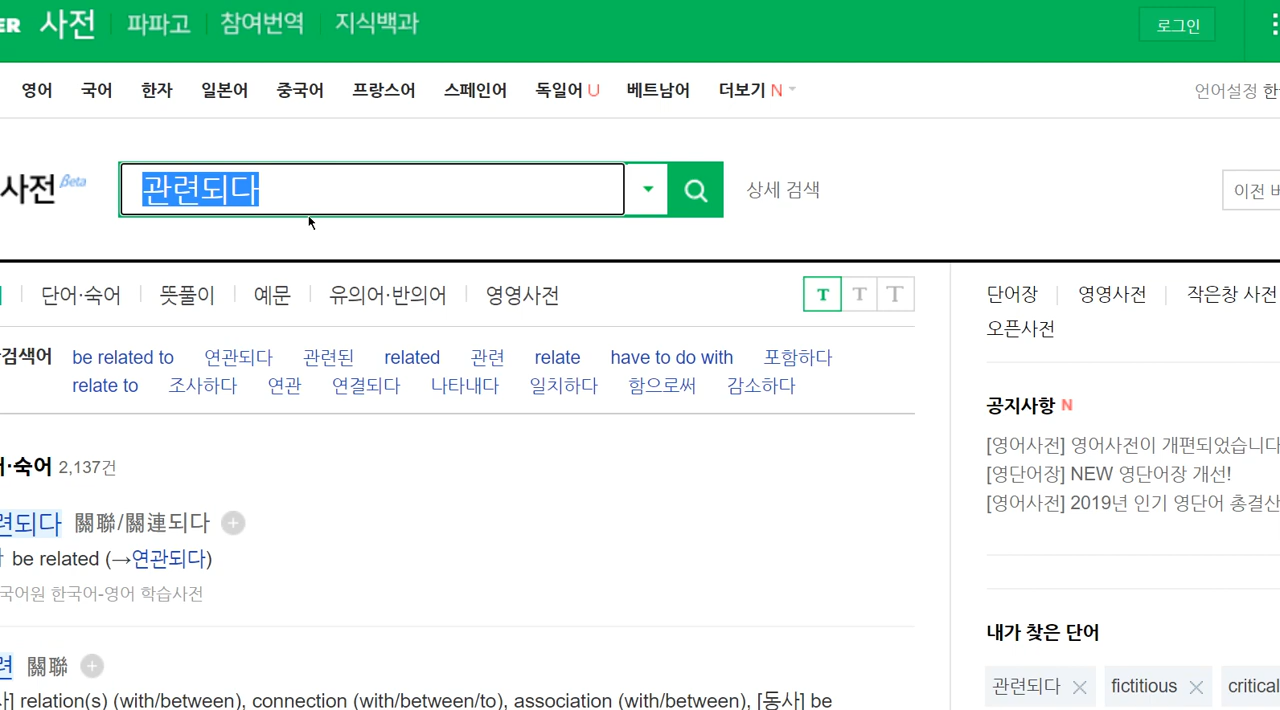 ER 사전 파파고 참여번역 지식백과 로그인
영어 국어 한자 일본어 중국어 프랑스어 스페인어 독일어 U 베트남어 더보기 N
언어설정 한
사전 Beta 관련되다 상세 검색 이전 버
단어·숙어 뜻풀이 예문 유의어·반의어 영영사전 T T T
검색어 be related to 연관되다 관련된 related 관련 relate have to do with 포함하다
relate to 조사하다 연관 연결되다 나타내다 일치하다 함으로써 감소하다
어·숙어 2,137건
련되다 關聯/關連되다
be related (→연관되다)
국어원 한국어-영어 학습사전
련 關聯
사] relation(s) (with/between), connection (with/between/to), association (with/between), [동사] be
단어장 영영사전 작은창 사전
오픈사전
공지사항 N
[영어사전] 영어사전이 개편되었습니다
[영단어장] NEW 영단어장 개선!
[영어사전] 2019년 인기 영단어 총결산
내가 찾은 단어
관련되다 fictitious critical